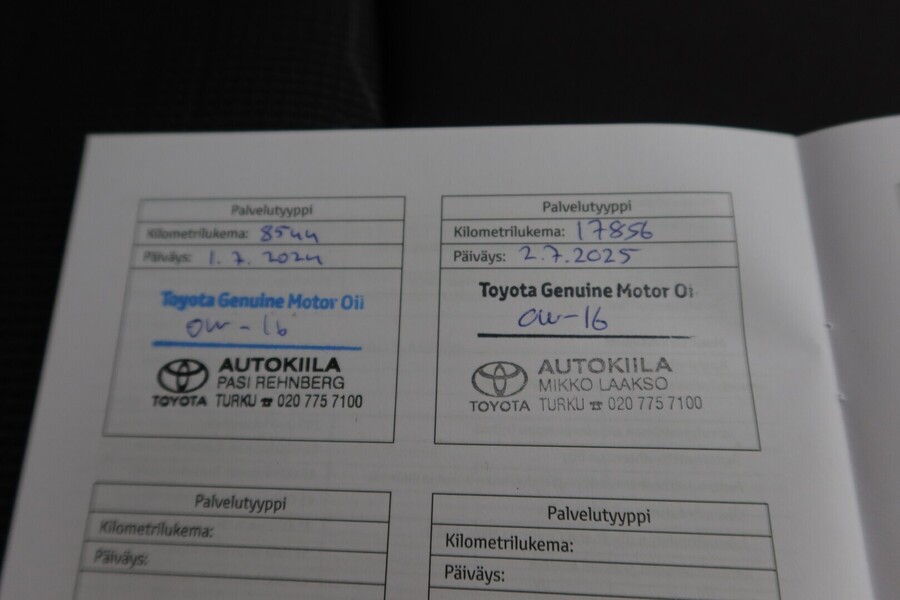 Palvelutyyppi
Kilometrilukema: 8544
Päiväys: 1.7.2024
Toyota Genuine Motor Oil
0W-16
AUTOKIILA
PASI REHNBERG
TOYOTA TURKU ☎ 020 775 7100
Palvelutyyppi
Kilometrilukema: 17856
Päiväys: 2.7.2025
Toyota Genuine Motor Oi
0W-16
AUTOKIILA
MIKKO LAAKSO
TOYOTA TURKU ☎ 020 775 7100
Palvelutyyppi
Kilometrilukema:
Päiväys:
Palvelutyyppi
Kilometrilukema:
Päiväys: